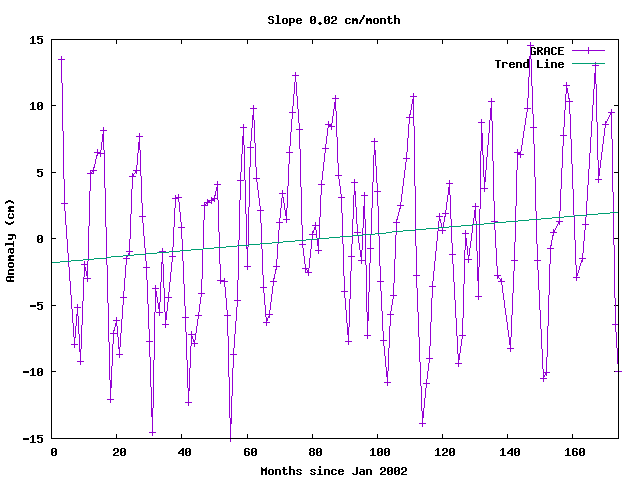 Slope 0.02 cm/month
GRACE
Trend Line
15
10
5
0
-5
-10
-15
Anomaly (cm)
0 20 40 60 80 100 120 140 160
Months since Jan 2002